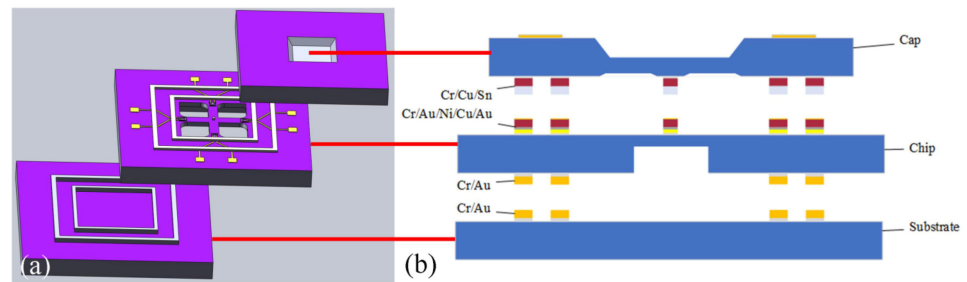 Cap
Cr/Cu/Sn
Cr/Au/Ni/Cu/Au
Chip
Cr/Au
Cr/Au
Substrate
(a)
(b)